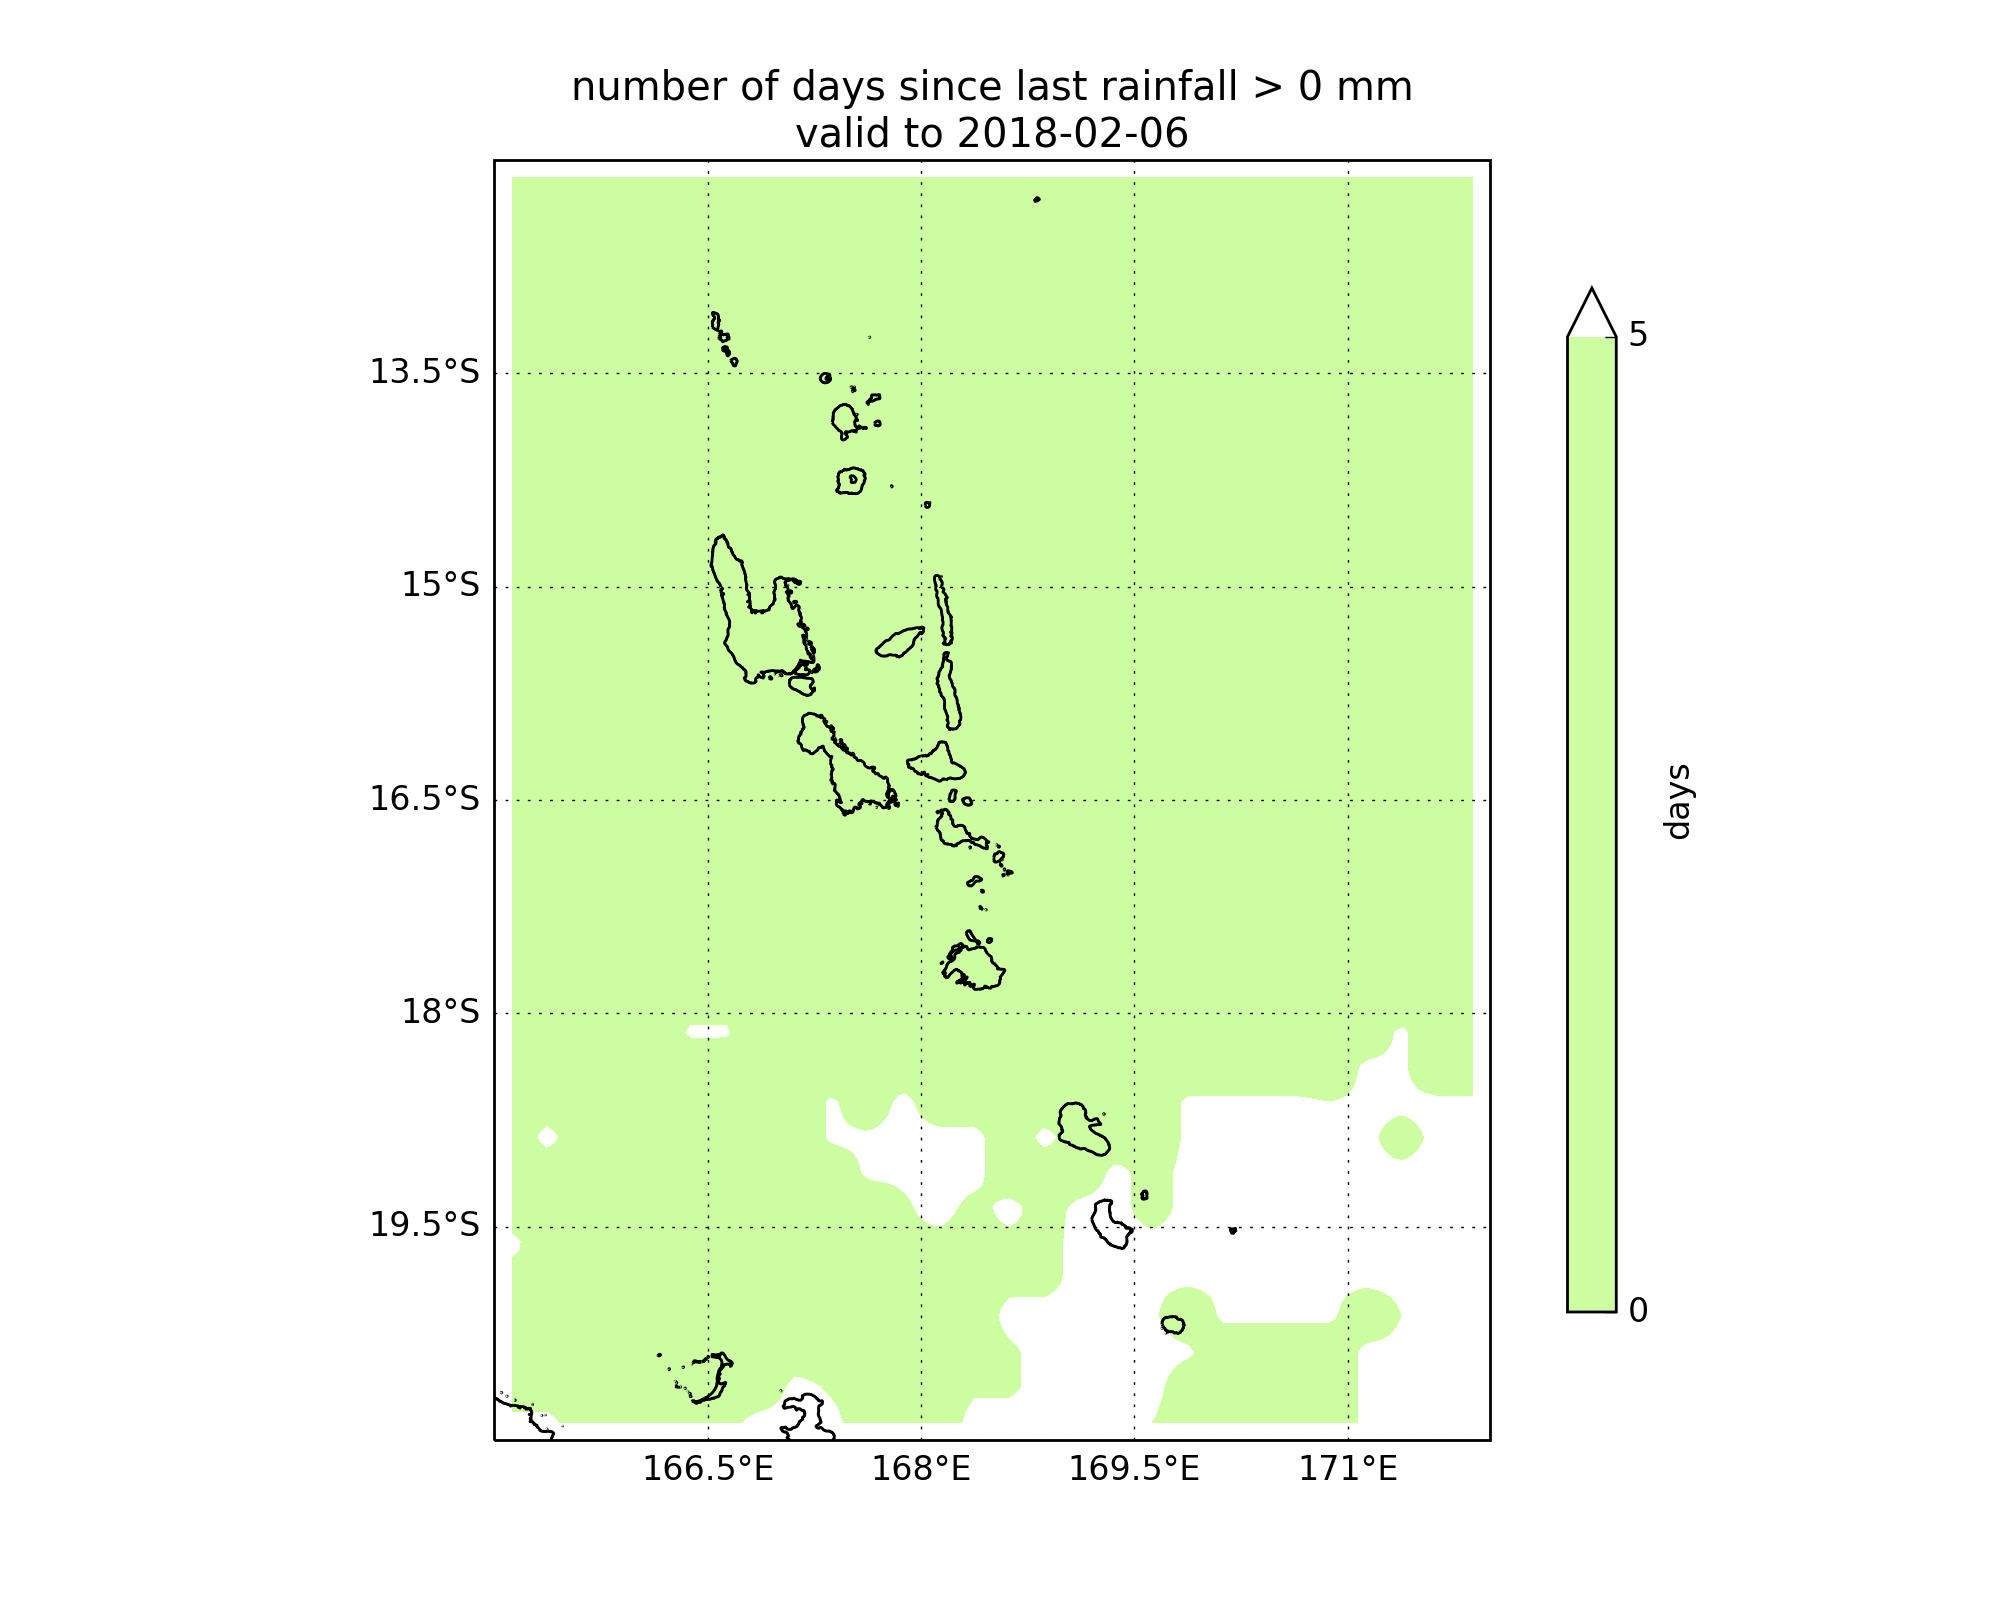 number of days since last rainfall > 0 mm
valid to 2018-02-06
5
13.5°S
15°S
16.5°S
days
18°S
19.5°S
0
166.5°E 168°E 169.5°E 171°E